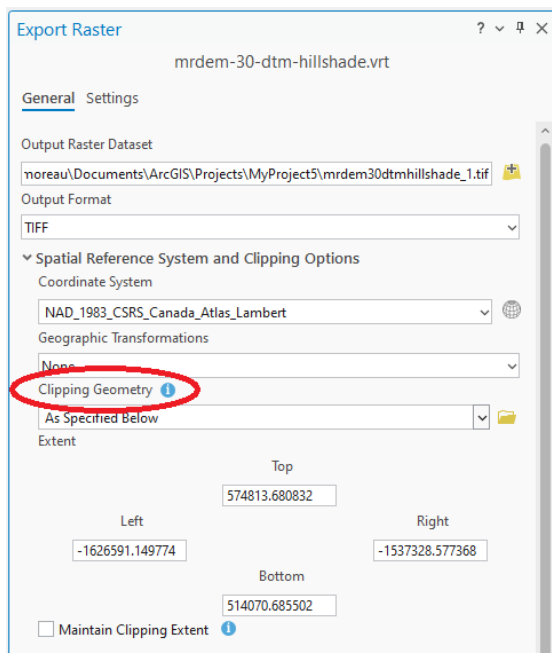 Export Raster
mrdem-30-dtm-hillshade.vrt
General Settings
Output Raster Dataset
noreau\Documents\ArcGIS\Projects\MyProject5\mrdem30dtmhillshade_1.tif
Output Format
TIFF
Spatial Reference System and Clipping Options
Coordinate System
NAD_1983_CSRS_Canada_Atlas_Lambert
Geographic Transformations
None
Clipping Geometry
As Specified Below
Extent
Top
574813.680832
Left Right
-1626591.149774 -1537328.577368
Bottom
514070.685502
Maintain Clipping Extent